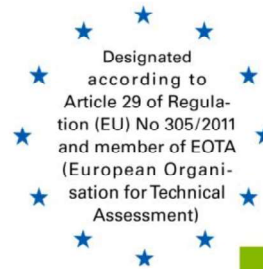 Designated
according to
Article 29 of Regula-
tion (EU) No 305/2011
and member of EOTA
(European Organi-
sation for Technical
Assessment)